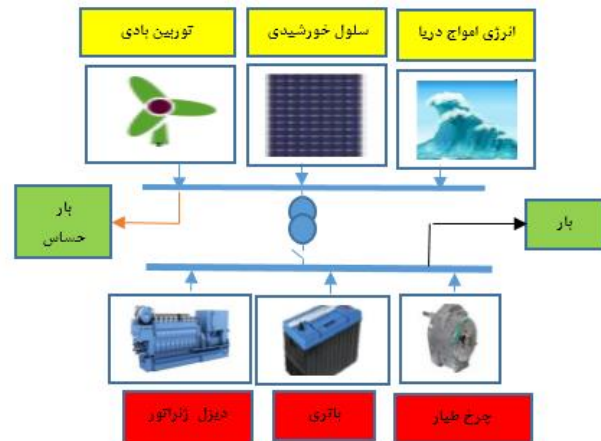 انرژی امواج دریا
سلول خورشیدی
توربین بادی
بار
بار
حساس
چرخ طیار
باتری
دیزل ژنراتور